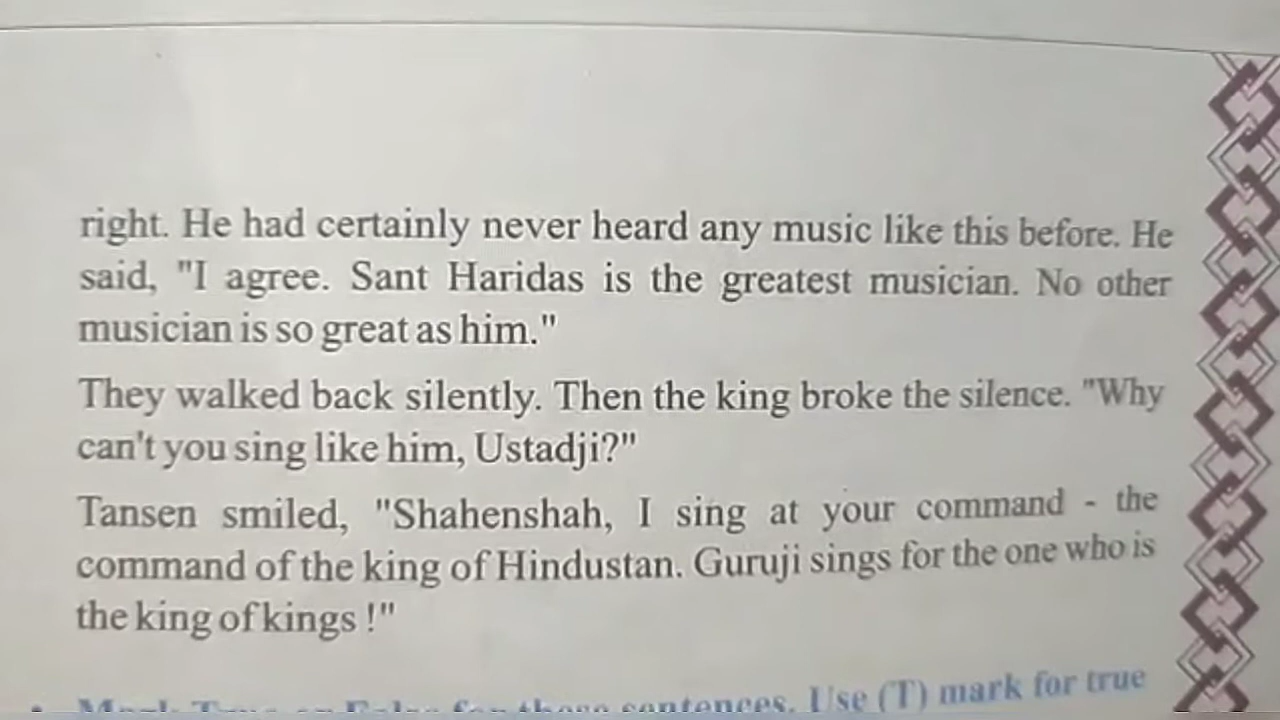 right. He had certainly never heard any music like this before. He
said, "I agree. Sant Haridas is the greatest musician. No other
musician is so great as him."
They walked back silently. Then the king broke the silence. "Why
can't you sing like him, Ustadji?"
Tansen smiled, "Shahenshah, I sing at your command - the
command of the king of Hindustan. Guruji sings for the one who is
the king of kings !"
Mark True or False for these sentences. Use (T) mark for true